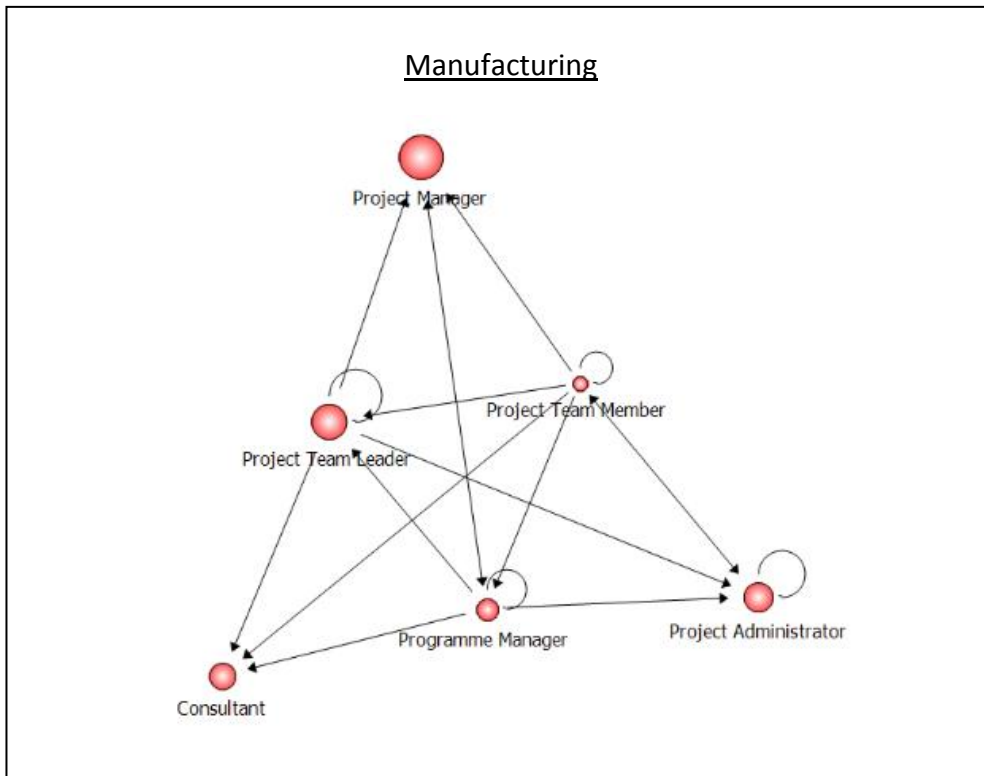 Manufacturing
Project Manager
Project Team Member
Project Team Leader
Project Administrator
Programme Manager
Consultant